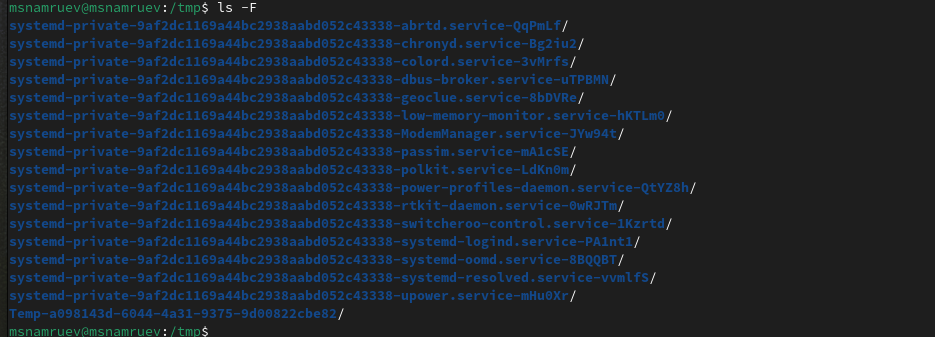 msnamruev@msnamruev:/tmp$ ls -F
systemd-private-9af2dc1169a44bc2938aabd052c43338-abrtd.service-QqPmLf/
systemd-private-9af2dc1169a44bc2938aabd052c43338-chronyd.service-Bg2iu2/
systemd-private-9af2dc1169a44bc2938aabd052c43338-colord.service-3vMrfs/
systemd-private-9af2dc1169a44bc2938aabd052c43338-dbus-broker.service-uTPBMN/
systemd-private-9af2dc1169a44bc2938aabd052c43338-geoclue.service-8bDVRe/
systemd-private-9af2dc1169a44bc2938aabd052c43338-low-memory-monitor.service-hKTLm0/
systemd-private-9af2dc1169a44bc2938aabd052c43338-ModemManager.service-JYw94t/
systemd-private-9af2dc1169a44bc2938aabd052c43338-passim.service-mA1cSE/
systemd-private-9af2dc1169a44bc2938aabd052c43338-polkit.service-LdKn0m/
systemd-private-9af2dc1169a44bc2938aabd052c43338-power-profiles-daemon.service-QtYZ8h/
systemd-private-9af2dc1169a44bc2938aabd052c43338-rtkit-daemon.service-0wRJTm/
systemd-private-9af2dc1169a44bc2938aabd052c43338-switcheroo-control.service-1Kzrtd/
systemd-private-9af2dc1169a44bc2938aabd052c43338-systemd-logind.service-PA1nt1/
systemd-private-9af2dc1169a44bc2938aabd052c43338-systemd-oomd.service-8BQQBT/
systemd-private-9af2dc1169a44bc2938aabd052c43338-systemd-resolved.service-vvmlfS/
systemd-private-9af2dc1169a44bc2938aabd052c43338-upower.service-mHu0Xr/
Temp-a098143d-6044-4a31-9375-9d00822cbe82/
msnamruev@msnamruev:/tmp$